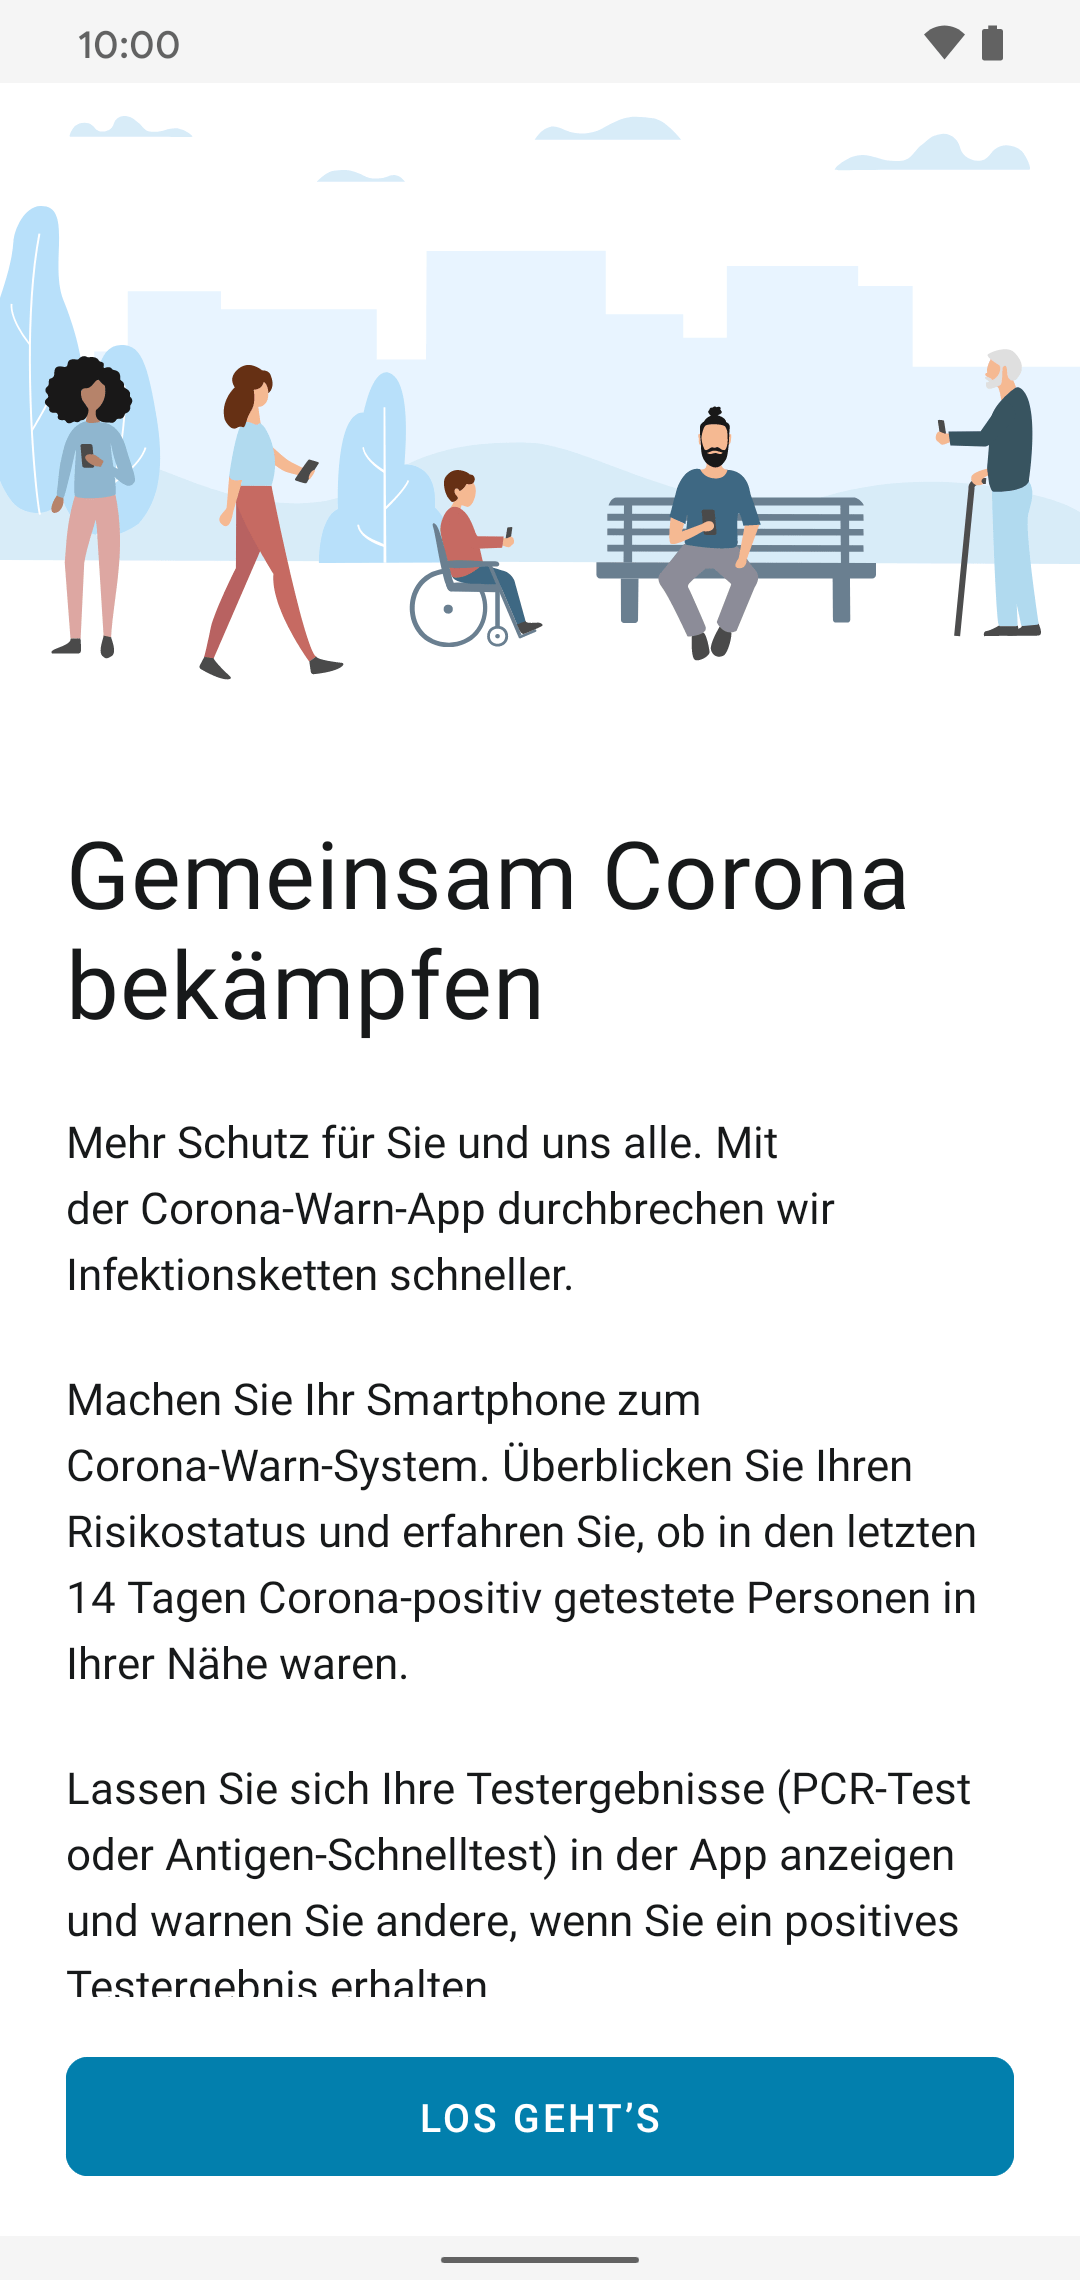 10:00
Gemeinsam Corona
bekämpfen
Mehr Schutz für Sie und uns alle. Mit
der Corona-Warn-App durchbrechen wir
Infektionsketten schneller.
Machen Sie Ihr Smartphone zum
Corona-Warn-System. Überblicken Sie Ihren
Risikostatus und erfahren Sie, ob in den letzten
14 Tagen Corona-positiv getestete Personen in
Ihrer Nähe waren.
Lassen Sie sich Ihre Testergebnisse (PCR-Test
oder Antigen-Schnelltest) in der App anzeigen
und warnen Sie andere, wenn Sie ein positives
Testergebnis erhalten
LOS GEHT’S